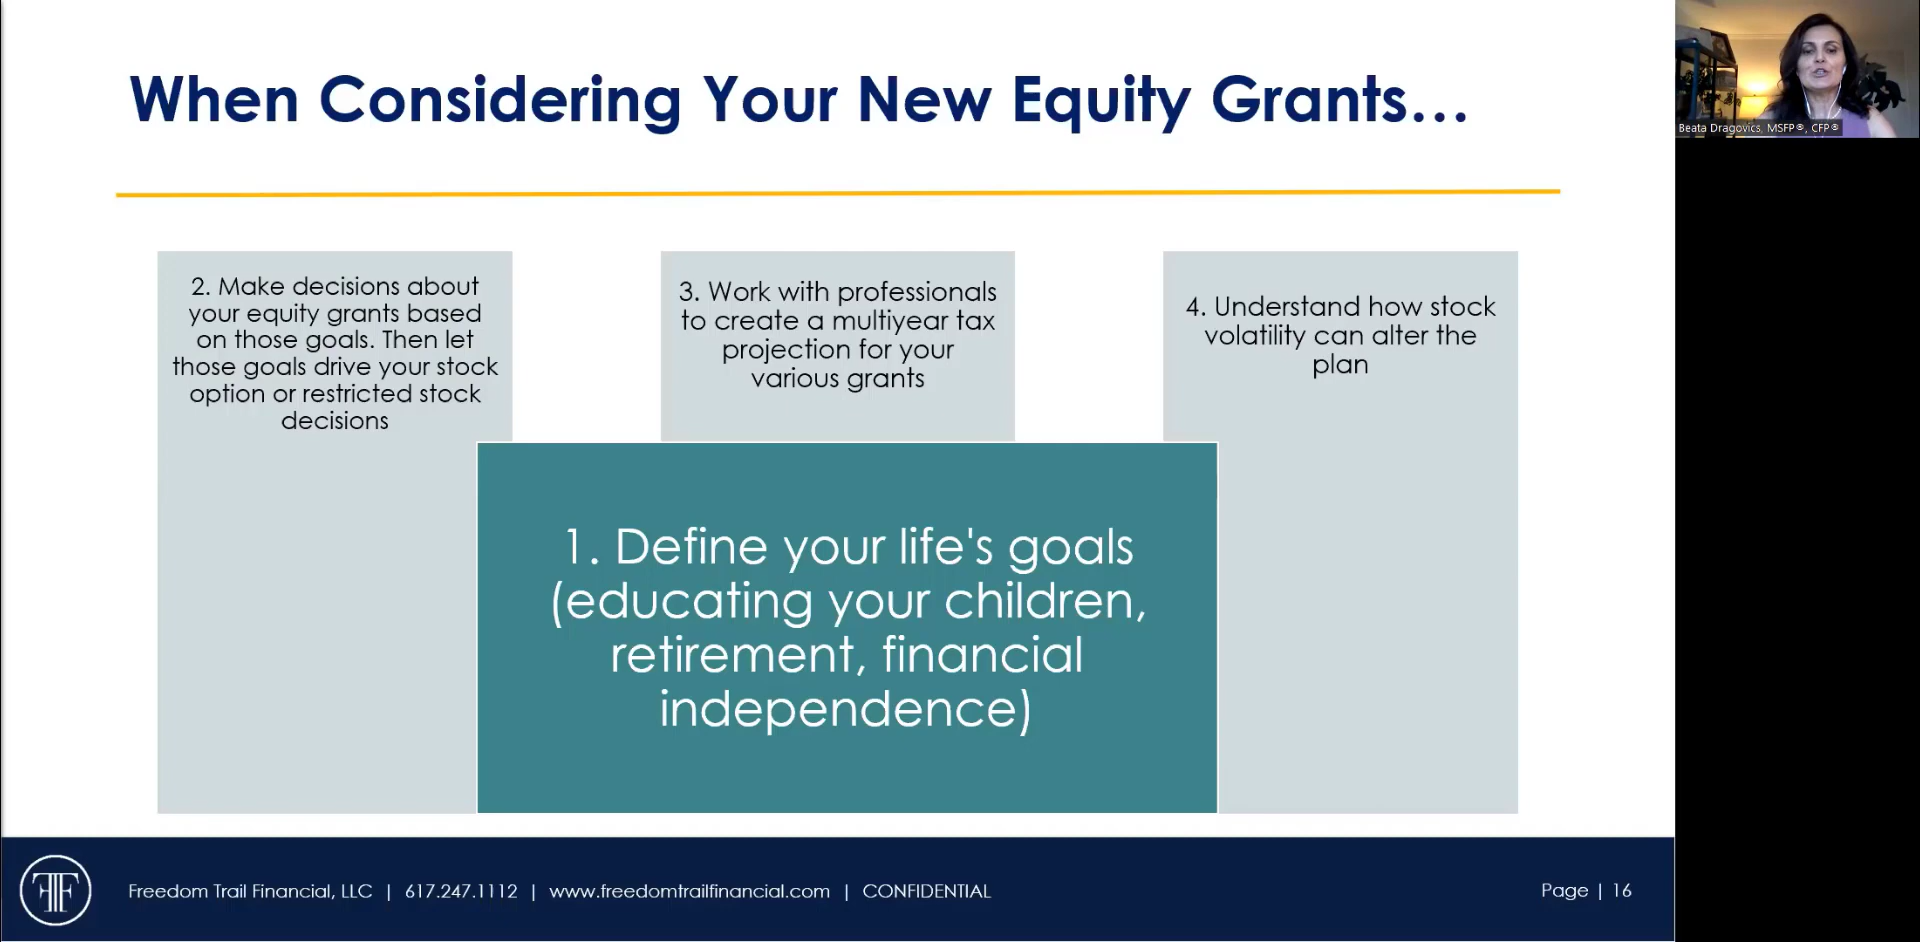 When Considering Your New Equity Grants...
Beata Dragovics, MSFP®, CFP®
2. Make decisions about
your equity grants based
on those goals. Then let
those goals drive your stock
option or restricted stock
decisions
3. Work with professionals
to create a multiyear tax
projection for your
various grants
4. Understand how stock
volatility can alter the
plan
1. Define your life's goals
(educating your children,
retirement, financial
independence)
Freedom Trail Financial, LLC | 617.247.1112 | www.freedomtrailfinancial.com | CONFIDENTIAL
Page | 16